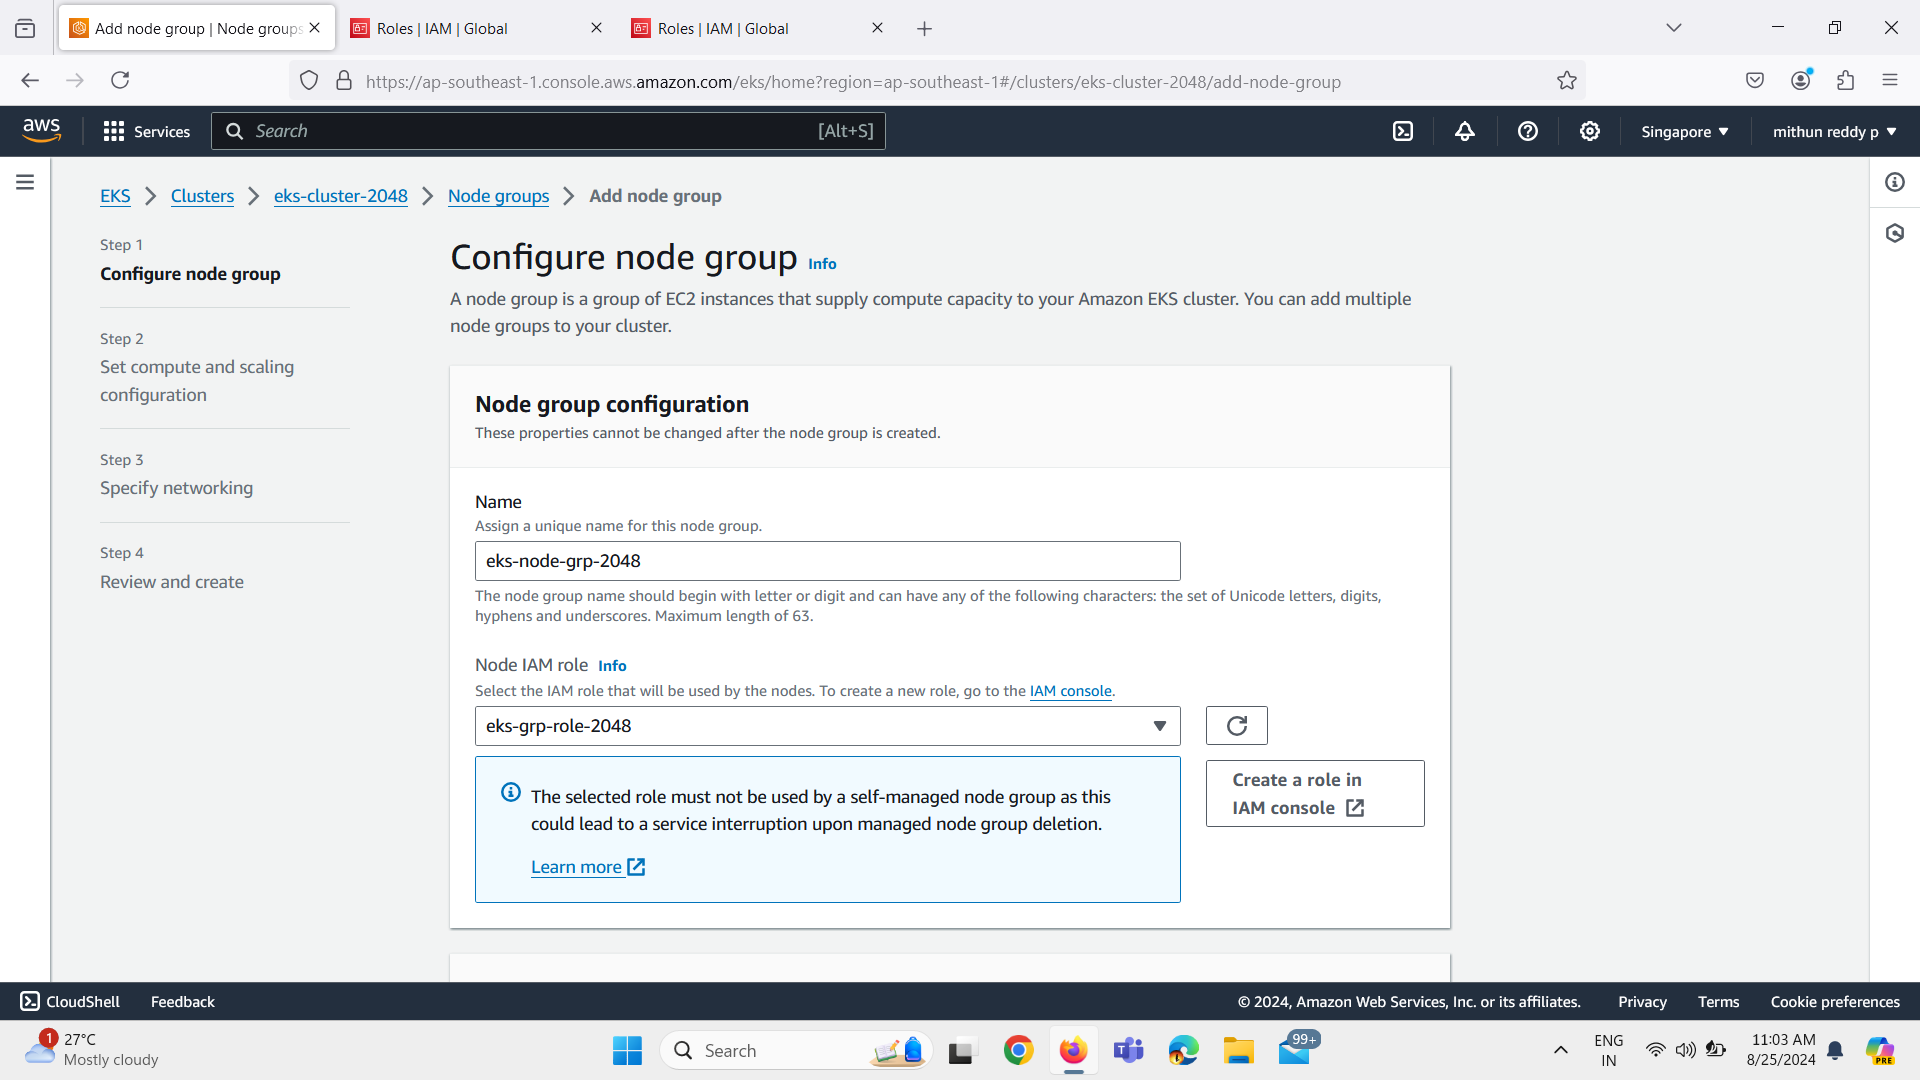 Add node group | Node groups
Roles | IAM | Global
Roles | IAM | Global
https://ap-southeast-1.console.aws.amazon.com/eks/home?region=ap-southeast-1#/clusters/eks-cluster-2048/add-node-group
aws
Services
Search
[Alt+S]
Singapore
mithun reddy p
EKS
Clusters
eks-cluster-2048
Node groups
Add node group
Step 1
Configure node group
Step 2
Set compute and scaling
configuration
Step 3
Specify networking
Step 4
Review and create
Configure node group Info
A node group is a group of EC2 instances that supply compute capacity to your Amazon EKS cluster. You can add multiple
node groups to your cluster.
Node group configuration
These properties cannot be changed after the node group is created.
Name
Assign a unique name for this node group.
eks-node-grp-2048
The node group name should begin with letter or digit and can have any of the following characters: the set of Unicode letters, digits,
hyphens and underscores. Maximum length of 63.
Node IAM role Info
Select the IAM role that will be used by the nodes. To create a new role, go to the IAM console.
eks-grp-role-2048
The selected role must not be used by a self-managed node group as this
could lead to a service interruption upon managed node group deletion.
Learn more
Create a role in
IAM console
CloudShell
Feedback
© 2024, Amazon Web Services, Inc. or its affiliates.
Privacy
Terms
Cookie preferences
1
27°C
Mostly cloudy
Search
99+
ENG
IN
11:03 AM
8/25/2024
PRE